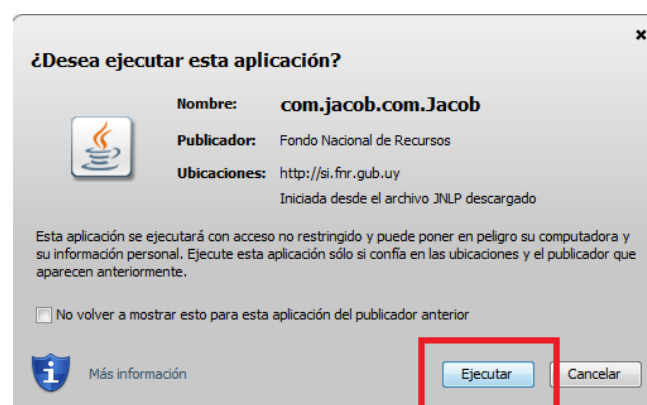 ¿Desea ejecutar esta aplicación?
Nombre: com.jacob.com.Jacob
Publicador: Fondo Nacional de Recursos
Ubicaciones: http://si.fnr.gub.uy
Iniciada desde el archivo JNLP descargado
Esta aplicación se ejecutará con acceso no restringido y puede poner en peligro su computadora y
su información personal. Ejecute esta aplicación sólo si confía en las ubicaciones y el publicador que
aparecen anteriormente.
No volver a mostrar esto para esta aplicación del publicador anterior
Más información
Ejecutar
Cancelar